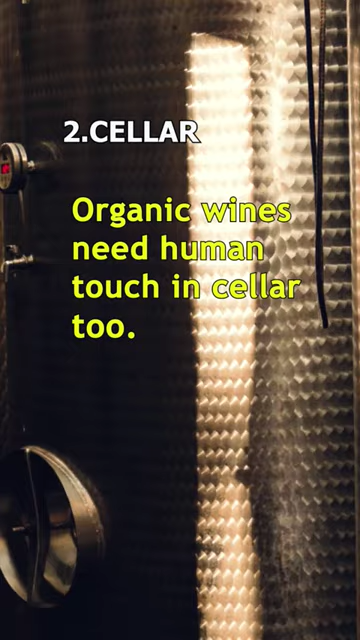 2.CELLAR
Organic wines
need human
touch in cellar
too.